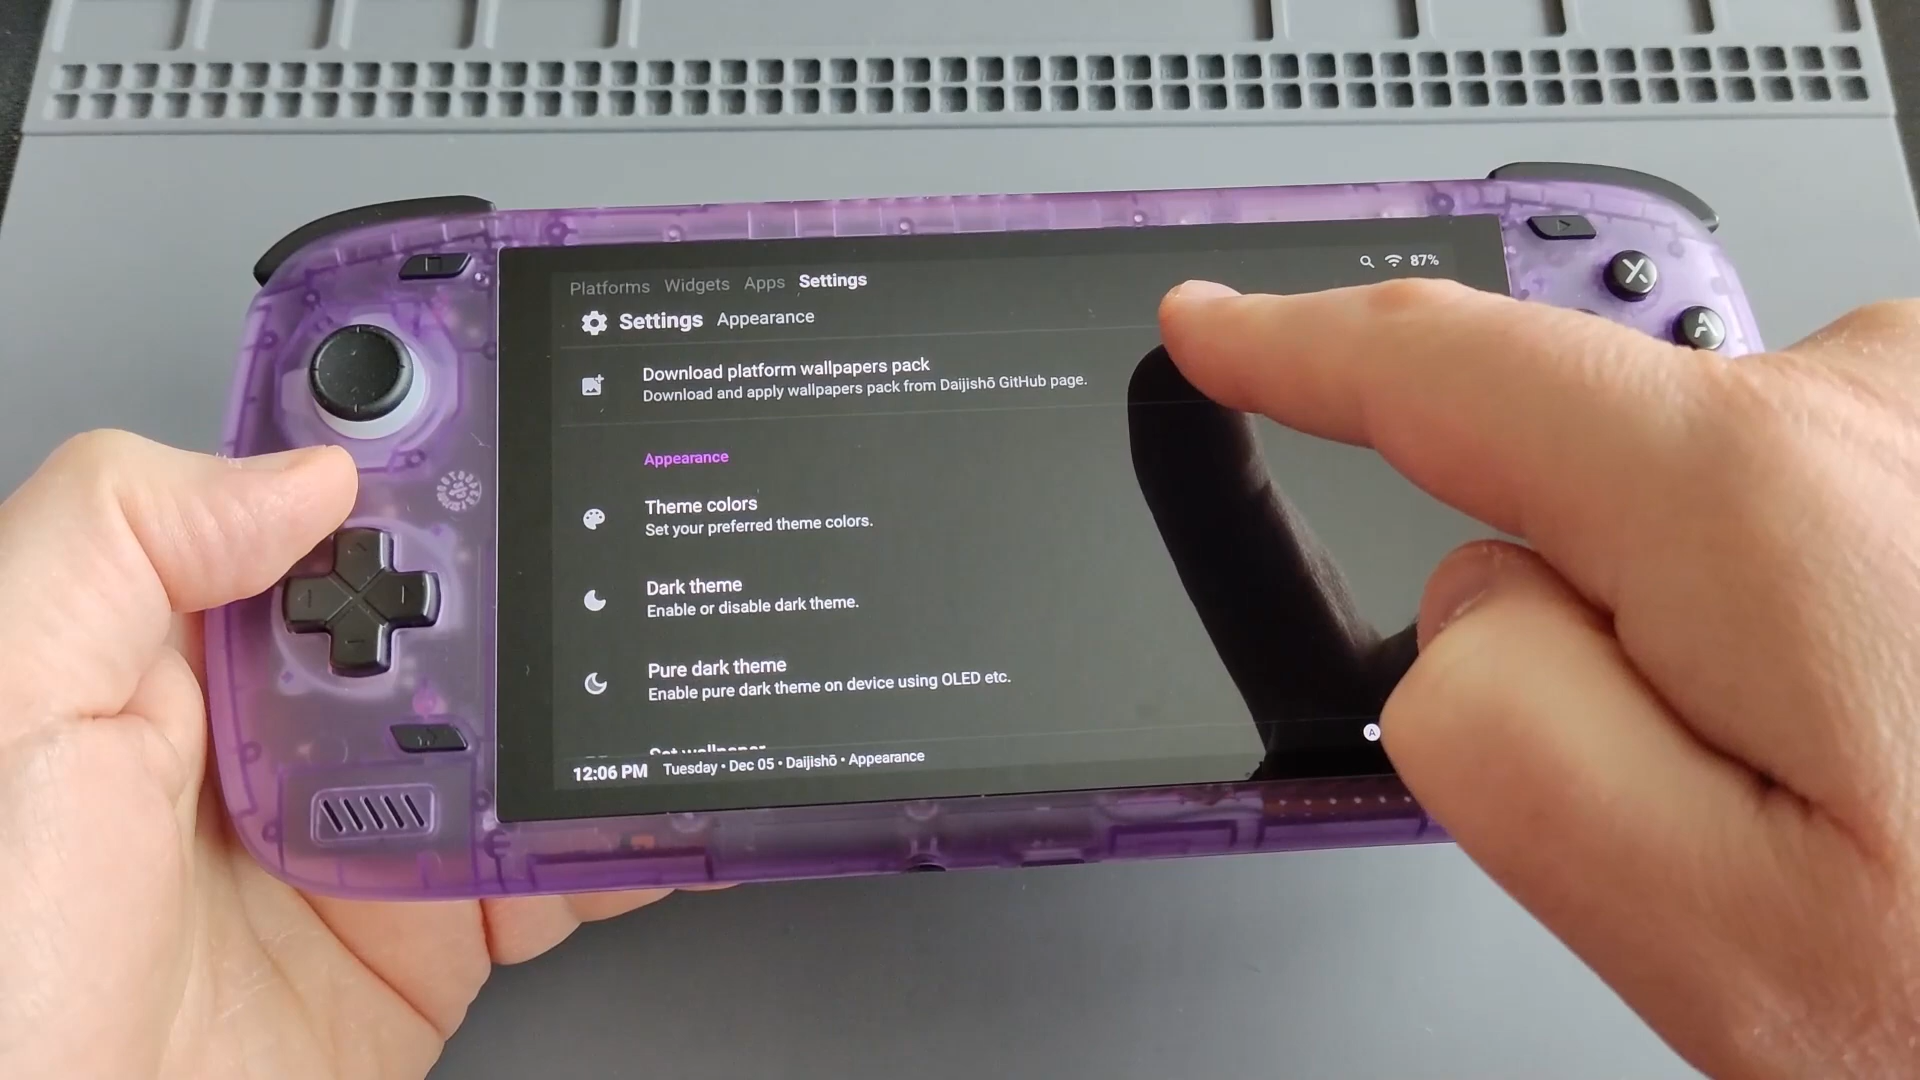 Platforms Widgets Apps Settings
87%
Settings Appearance
Download platform wallpapers pack
Download and apply wallpapers pack from Daijishō GitHub page.
Appearance
Theme colors
Set your preferred theme colors.
Dark theme
Enable or disable dark theme.
Pure dark theme
Enable pure dark theme on device using OLED etc.
Set wallpaper
12:06 PM Tuesday • Dec 05 • Daijishō • Appearance
A
X
A